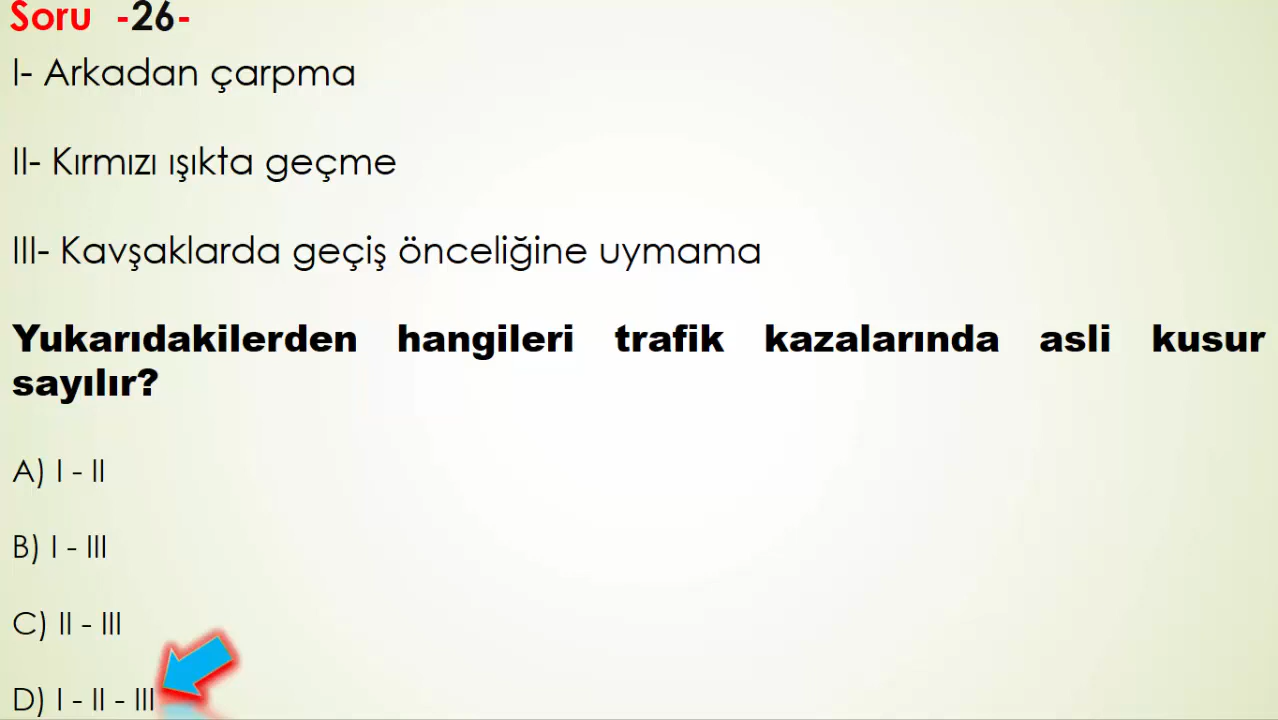 Soru -26-
I- Arkadan çarpma
II- Kırmızı ışıkta geçme
III- Kavşaklarda geçiş önceliğine uymama
Yukarıdakilerden hangileri trafik kazalarında asli kusur
sayılır?
A) I - II
B) I - III
C) II - III
D) I - II - III